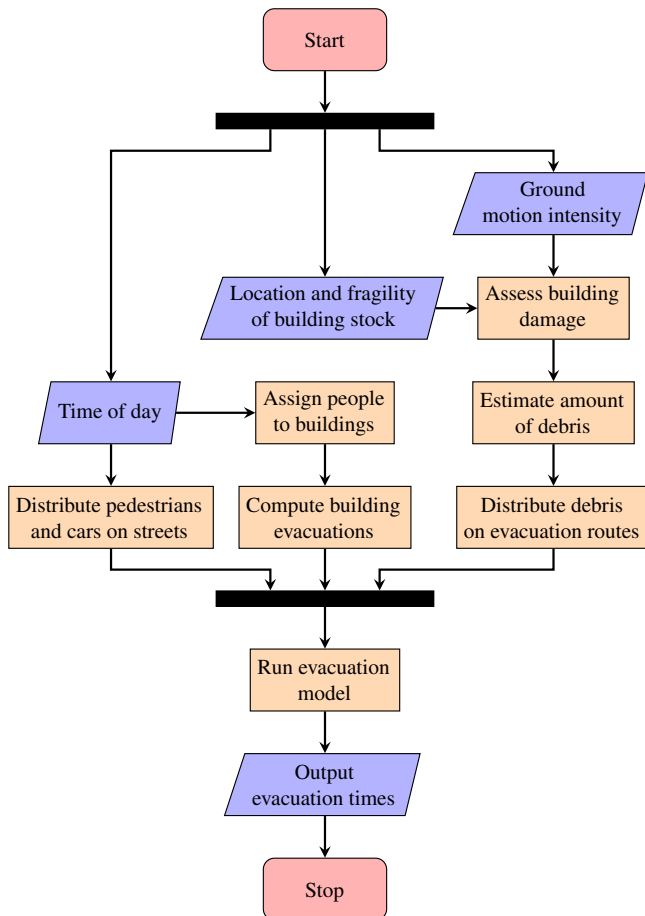 Start
Ground
motion intensity
Location and fragility
of building stock
Assess building
damage
Time of day
Assign people
to buildings
Estimate amount
of debris
Distribute pedestrians
and cars on streets
Compute building
evacuations
Distribute debris
on evacuation routes
Run evacuation
model
Output
evacuation times
Stop